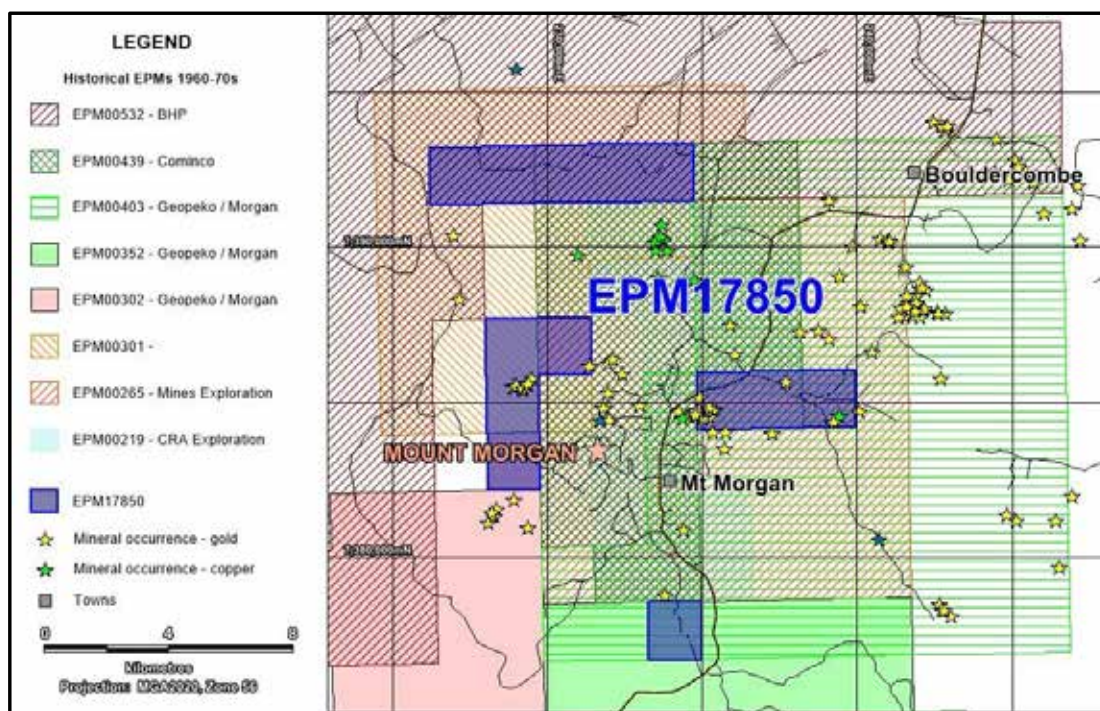 LEGEND
Historical EPMs 1960-70s
EPM00532 - BHP
EPM00439 - Cominco
EPM00403 - Geopeko / Morgan
EPM00352 - Geopeko / Morgan
EPM00302 - Geopeko / Morgan
EPM00301 -
EPM00265 - Mines Exploration
EPM00219 - CRA Exploration
EPM17850
Mineral occurrence - gold
Mineral occurrence - copper
Towns
0 4 8
kilometres
Projection: MGA2020, Zone 56
Bouldercombe
EPM17850
MOUNT MORGAN
Mt Morgan